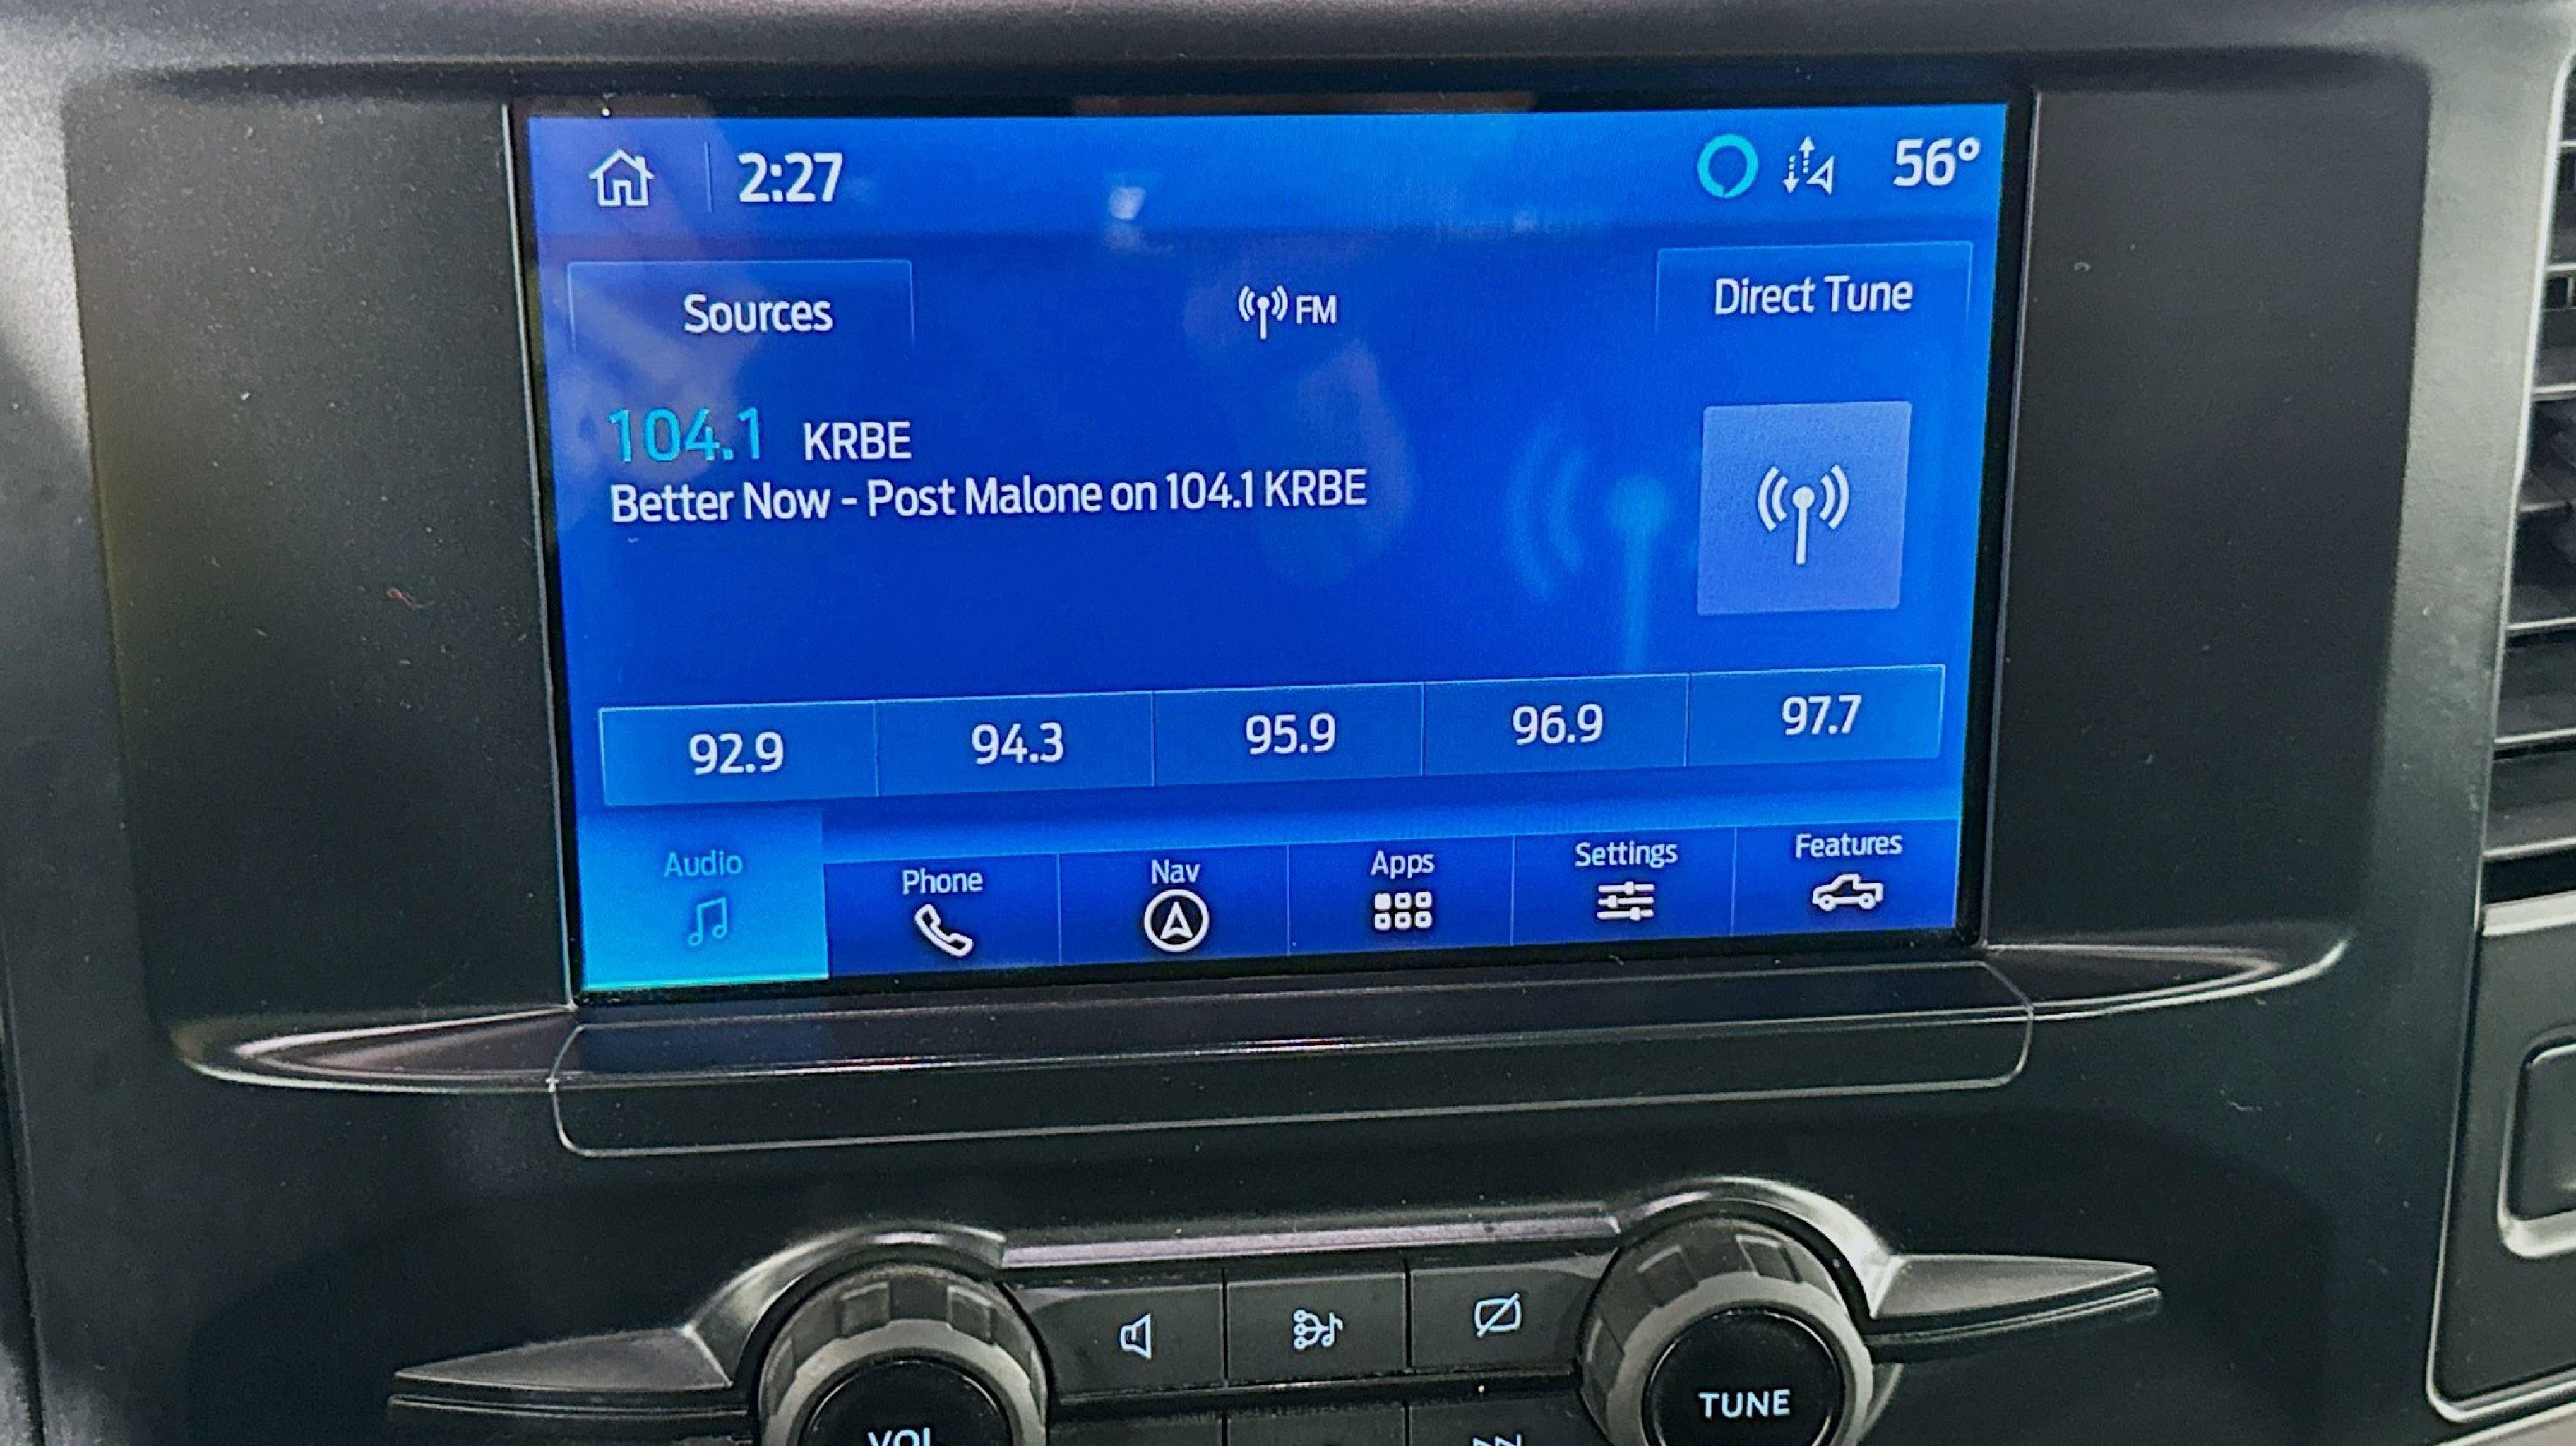 2:27 56°
Sources FM Direct Tune
104.1 KRBE
Better Now - Post Malone on 104.1 KRBE
92.9 94.3 95.9 96.9 97.7
Audio Phone Nav Apps Settings Features
VOL TUNE